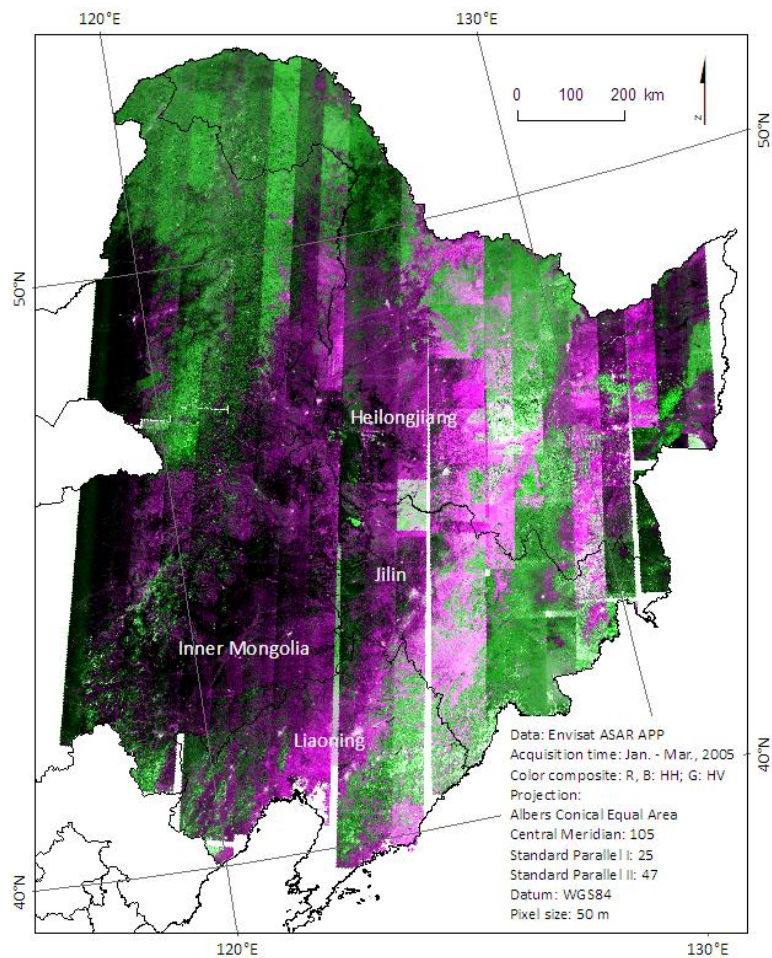 120°E
130°E
0 100 200 km
N
50°N
50°N
Heilongjiang
Jilin
Inner Mongolia
Liaoning
Data: Envisat ASAR APP
Acquisition time: Jan. - Mar., 2005
Color composite: R, B: HH; G: HV
Projection:
Albers Conical Equal Area
Central Meridian: 105
Standard Parallel I: 25
Standard Parallel II: 47
Datum: WGS84
Pixel size: 50 m
40°N
40°N
120°E
130°E